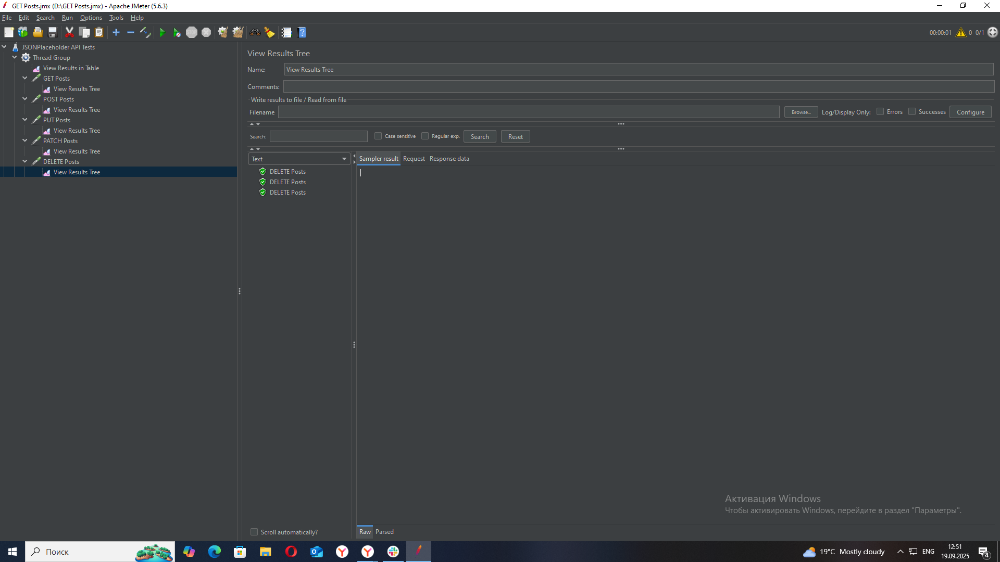 GET Posts.jmx (D:\GET Posts.jmx) - Apache JMeter (5.6.3)
File Edit Search Run Options Tools Help
STOP
00:00:01 0 0/1
JSONPlaceholder API Tests
Thread Group
View Results in Table
GET Posts
View Results Tree
POST Posts
View Results Tree
PUT Posts
View Results Tree
PATCH Posts
View Results Tree
DELETE Posts
View Results Tree
View Results Tree
Name: View Results Tree
Comments:
Write results to file / Read from file
Filename Browse... Log/Display Only: Errors Successes Configure
Search: Case sensitive Regular exp. Search Reset
Text
DELETE Posts
DELETE Posts
DELETE Posts
Scroll automatically?
Sampler result Request Response data
Raw Parsed
Активация Windows
Чтобы активировать Windows, перейдите в раздел "Параметры".
Поиск
19°C Mostly cloudy
ENG
12:51
19.09.2025
4